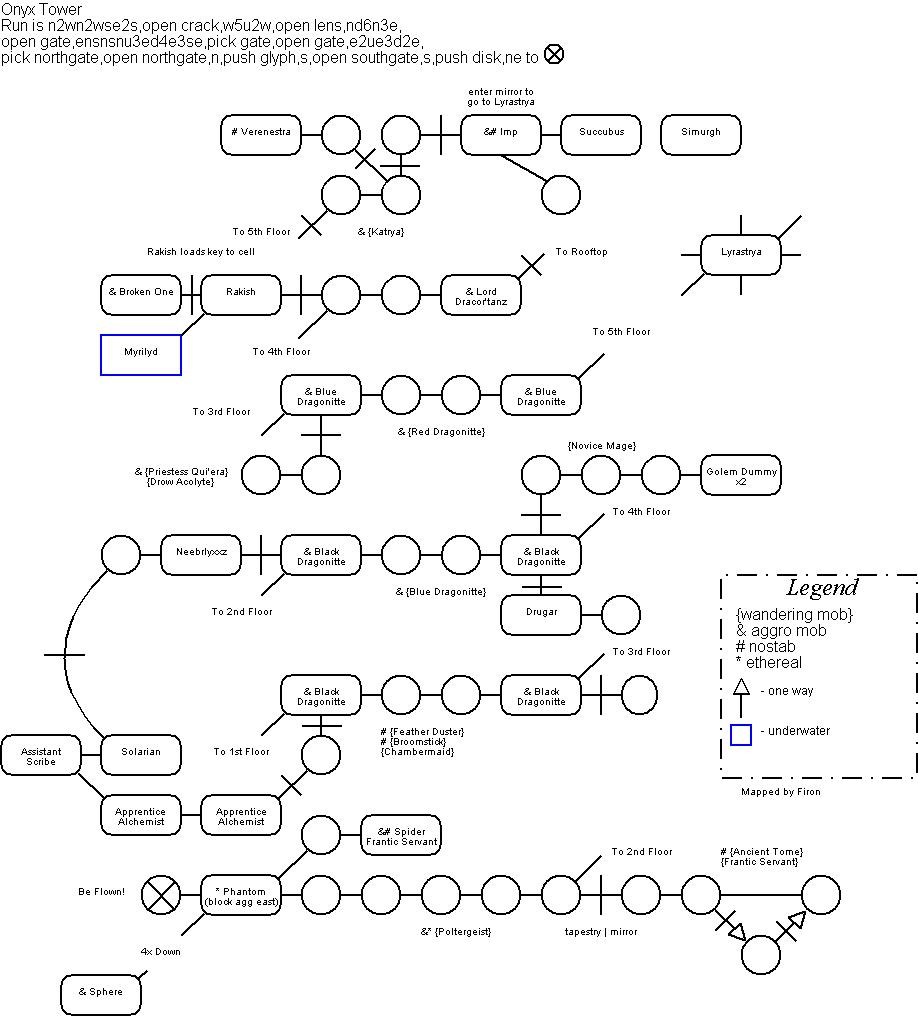 Onyx Tower
Run is n2wn2wse2s,open crack,w5u2w,open lens,nd6n3e,
open gate,ensnsnu3ed4e3se,pick gate,open gate,e2ue3d2e,
pick northgate,open northgate,n,push glyph,s,open southgate,s,push disk,ne to
enter mirror to
go to Lyrastrya
# Verenestra
&# Imp
Succubus
Simurgh
To 5th Floor
& {Katrya}
Rakish loads key to cell
To Rooftop
Lyrastrya
& Broken One
Rakish
& Lord
Dracor'tanz
Myrilyd
To 4th Floor
To 5th Floor
& Blue
Dragonitte
& Blue
Dragonitte
To 3rd Floor
& {Red Dragonitte}
{Novice Mage}
& {Priestess Qui'era}
{Drow Acolyte}
Golem Dummy
x2
To 4th Floor
Neebrlyxxz
& Black
Dragonitte
& Black
Dragonitte
& {Blue Dragonitte}
To 2nd Floor
Drugar
Legend
{wandering mob}
& aggro mob
# nostab
* ethereal
- one way
- underwater
Mapped by Firon
To 3rd Floor
& Black
Dragonitte
& Black
Dragonitte
To 1st Floor
# {Feather Duster}
# {Broomstick}
{Chambermaid}
Assistant
Scribe
Solarian
Apprentice
Alchemist
Apprentice
Alchemist
&# Spider
Frantic Servant
To 2nd Floor
# {Ancient Tome}
{Frantic Servant}
Be Flown!
* Phantom
(block agg east)
&* {Poltergeist}
tapestry | mirror
4x Down
& Sphere